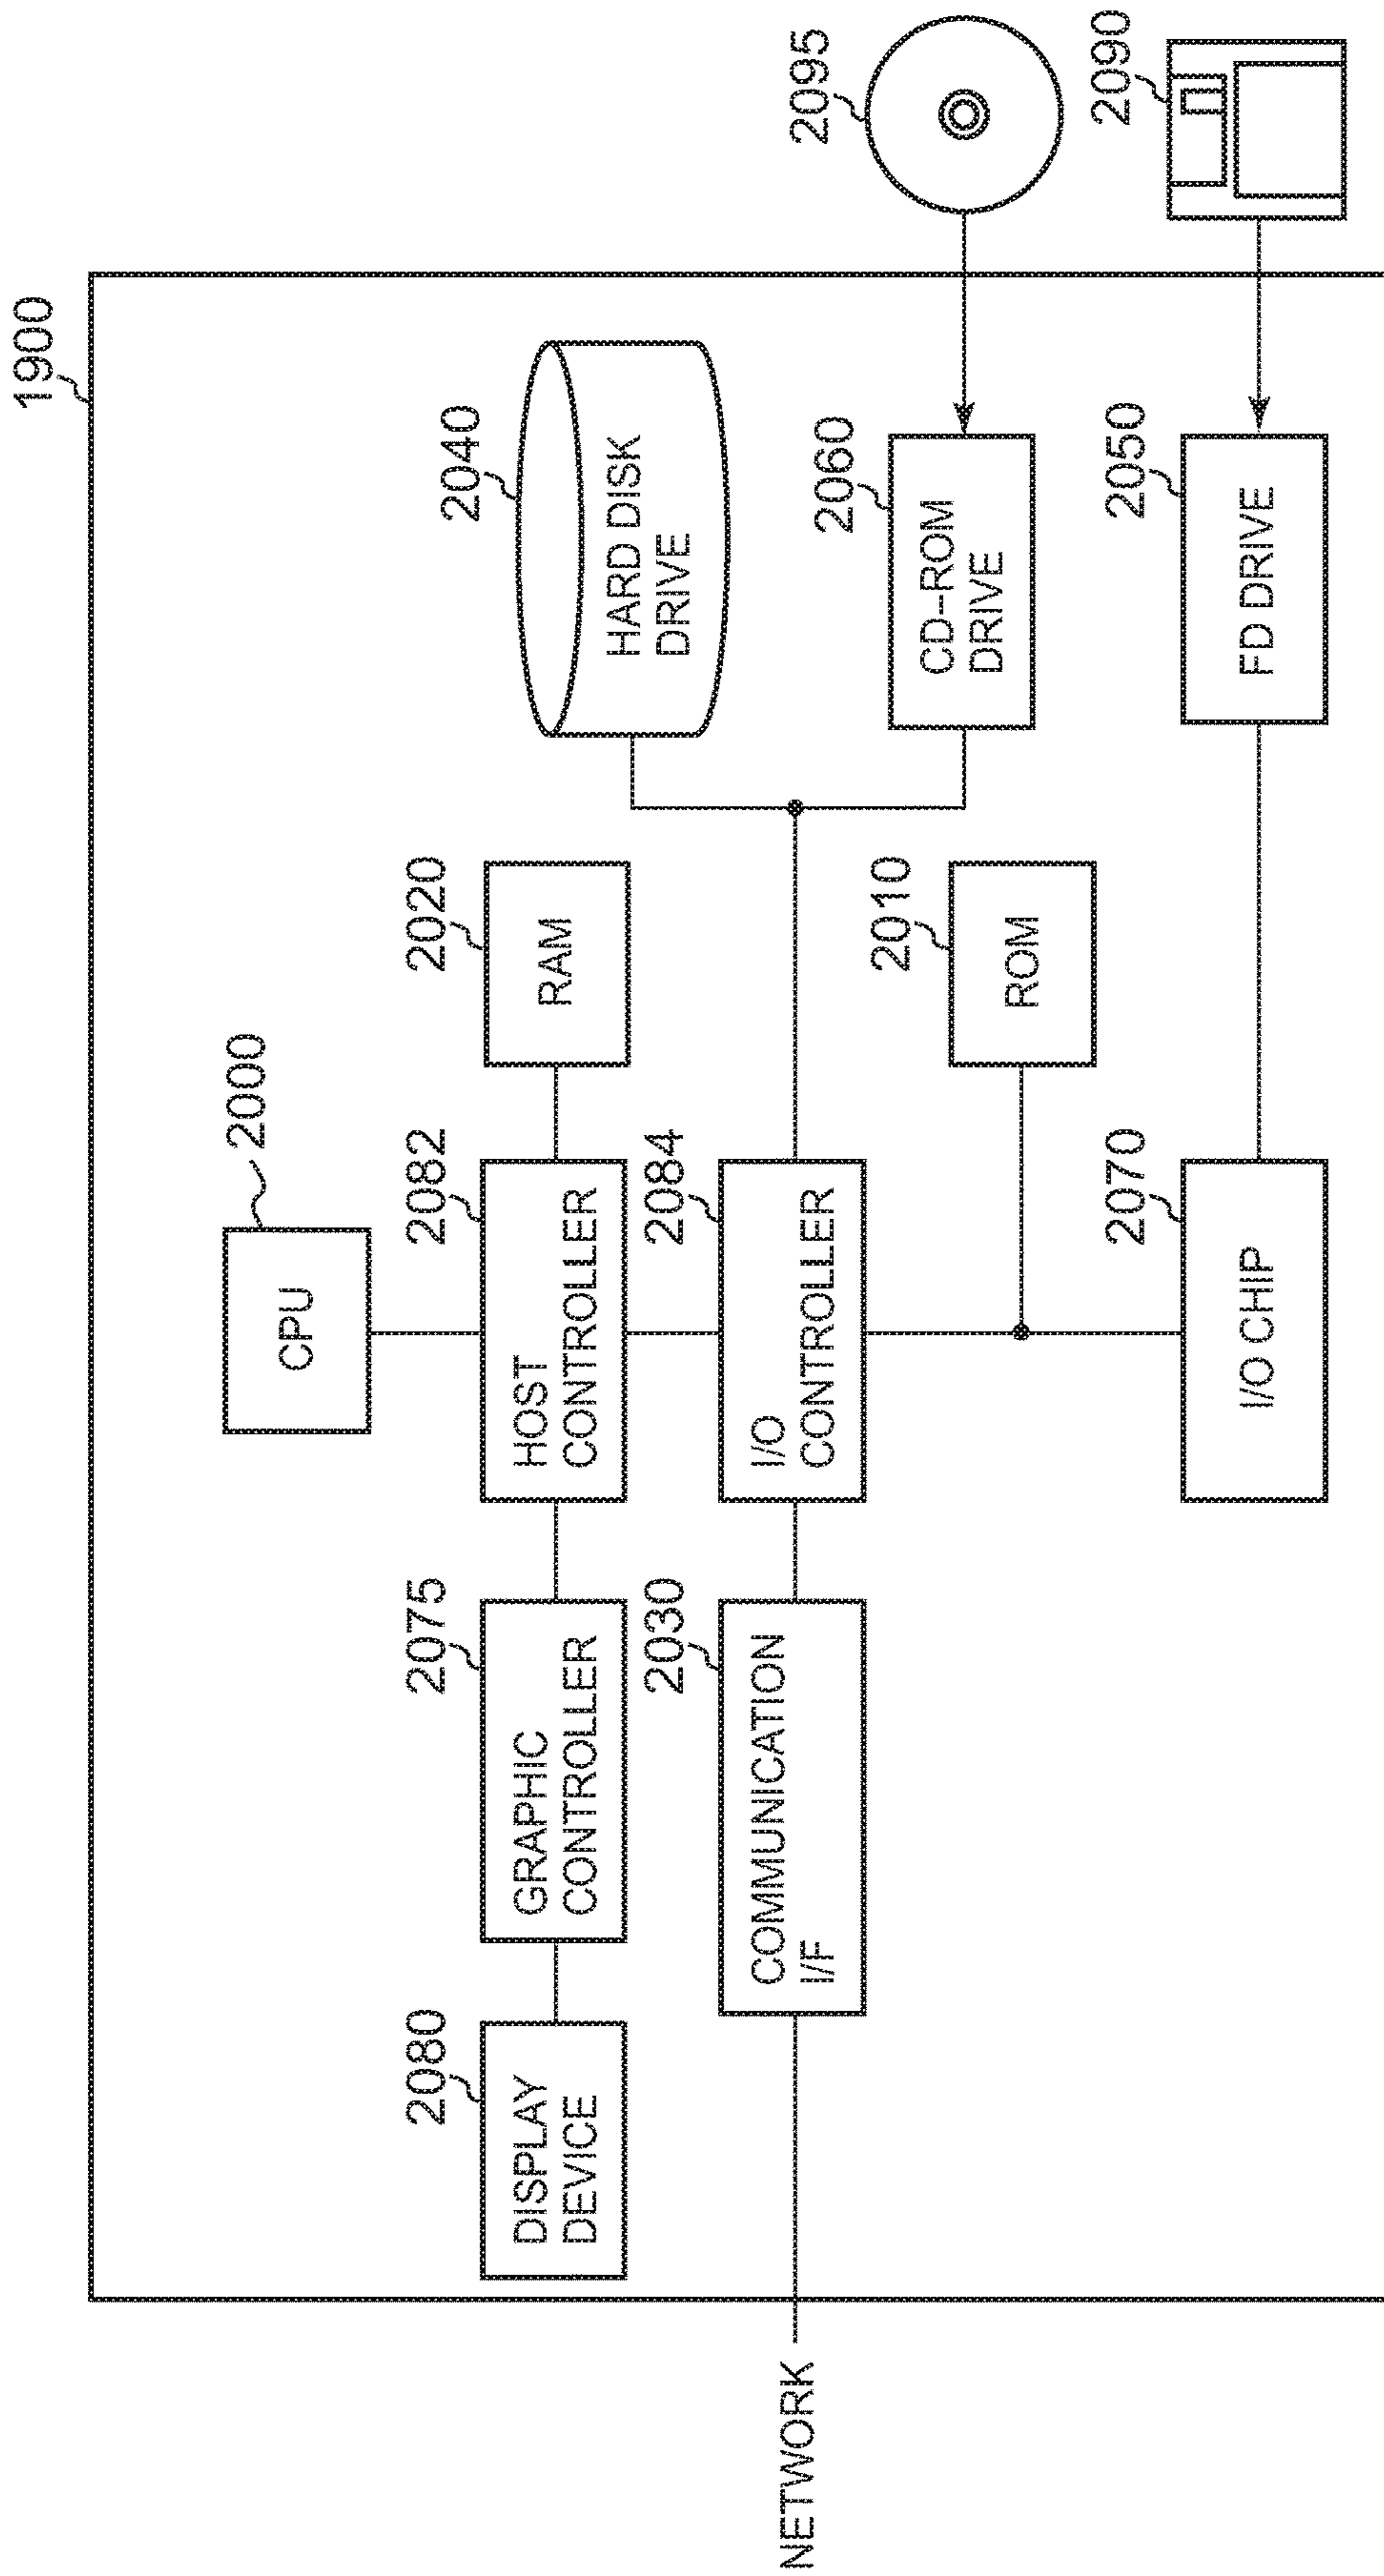 1900
CPU
2000
2080
2075
2082
2020
2040
DISPLAY
DEVICE
GRAPHIC
CONTROLLER
HOST
CONTROLLER
RAM
HARD DISK
DRIVE
2030
2084
2060
2095
NETWORK
COMMUNICATION
I/F
I/O
CONTROLLER
2010
ROM
CD-ROM
DRIVE
2070
2050
2090
I/O CHIP
FD DRIVE